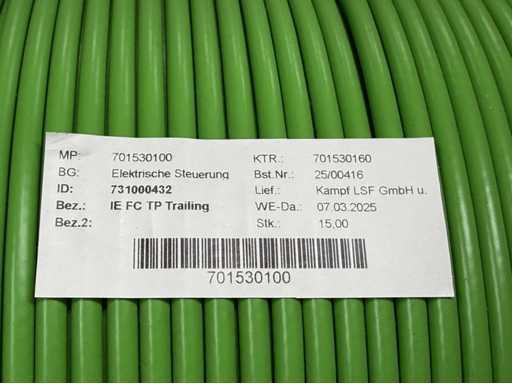 MP: 701530100 KTR.: 701530160
BG: Elektrische Steuerung Bst.Nr.: 25/00416
ID: 731000432 Lief.: Kampf LSF GmbH u.
Bez.: IE FC TP Trailing WE-Da.: 07.03.2025
Bez.2: Stk.: 15,00
701530100